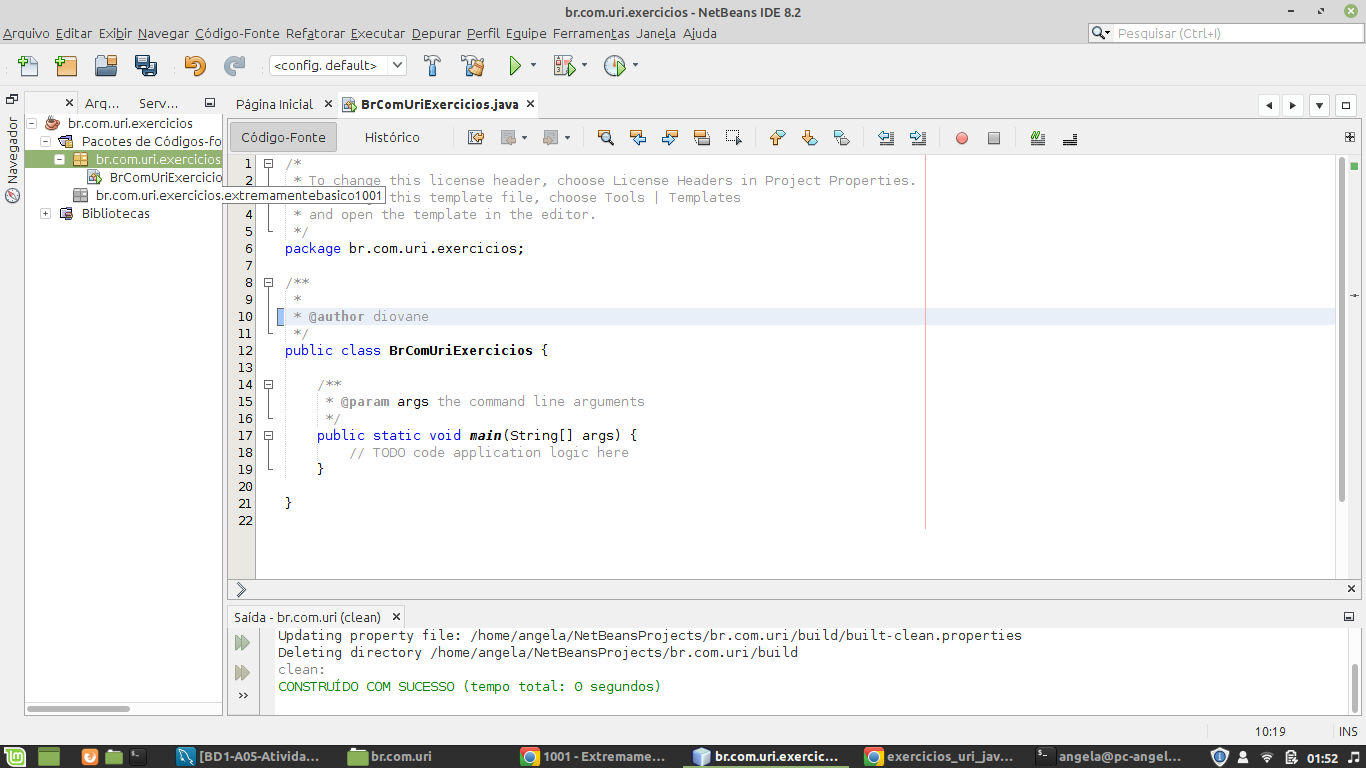 br.com.uri.exercicios - NetBeans IDE 8.2
Arquivo Editar Exibir Navegar Código-Fonte Refatorar Executar Depurar Perfil Equipe Ferramentas Janela Ajuda
Pesquisar (Ctrl+I)
<config. default>
Arq... Serv...
Página Inicial BrComUriExercicios.java
Navegador
br.com.uri.exercicios
Pacotes de Códigos-fo
br.com.uri.exercicios
BrComUriExercicio
br.com.uri.exercicios.extremamentebasico1001
Bibliotecas
Código-Fonte Histórico
1 /*
2 * To change this license header, choose License Headers in Project Properties.
this template file, choose Tools | Templates
4 * and open the template in the editor.
5 */
6 package br.com.uri.exercicios;
7
8 /**
9 *
10 * @author diovane
11 */
12 public class BrComUriExercicios {
13
14 /**
15 * @param args the command line arguments
16 */
17 public static void main(String[] args) {
18 // TODO code application logic here
19 }
20
21 }
22
Saída - br.com.uri (clean)
Updating property file: /home/angela/NetBeansProjects/br.com.uri/build/built-clean.properties
Deleting directory /home/angela/NetBeansProjects/br.com.uri/build
clean:
CONSTRUÍDO COM SUCESSO (tempo total: 0 segundos)
10:19 INS
[BD1-A05-Ativida... br.com.uri 1001 - Extremame... br.com.uri.exercic... exercicios_uri_jav... angela@pc-angel... 01:52